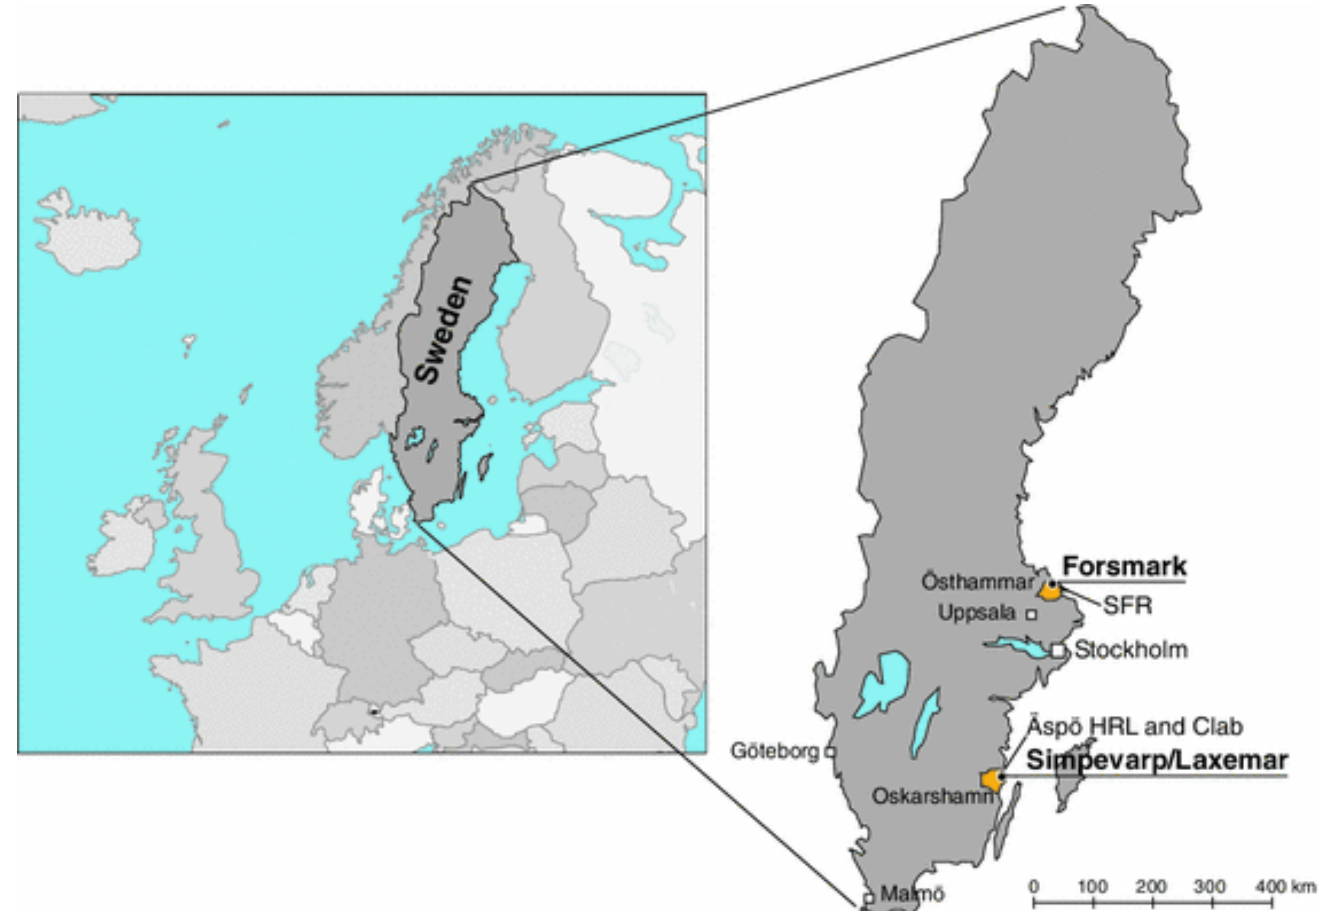 Sweden
Forsmark
Östhammar
SFR
Uppsala
Stockholm
Äspö HRL and Clab
Göteborg
Simpevarp/Laxemar
Oskarshamn
Malmö
0 100 200 300 400 km